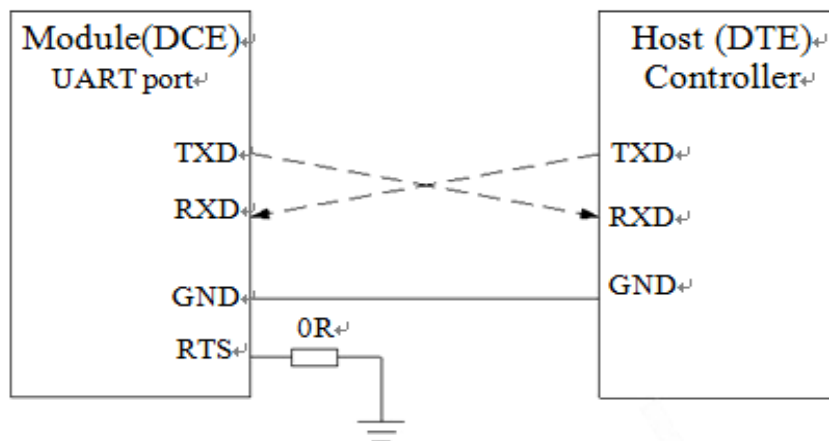 Module(DCE)↵
UART port↵
TXD↵
RXD↵
GND↵
RTS↵
0R↵
Host (DTE)↵
Controller↵
TXD↵
RXD↵
GND↵